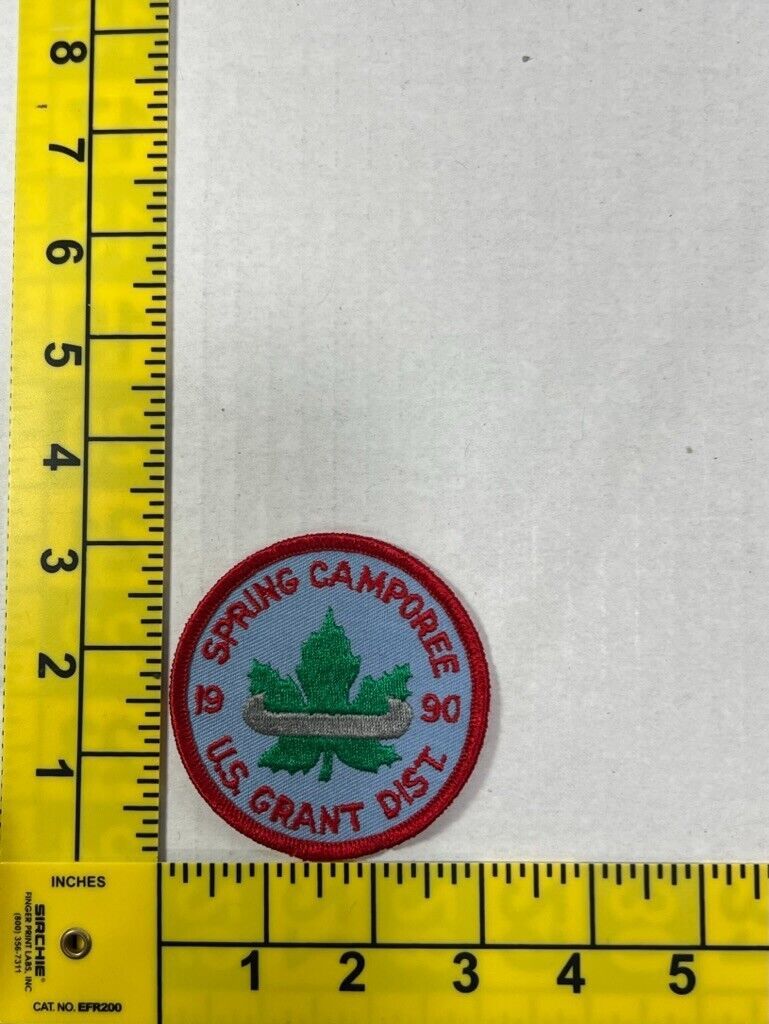 8
7
6
5
4
3
2
1
SPRING CAMPOREE
19 90
U.S. GRANT DIST.
INCHES
SIRCHIE®
FINGER PRINT LABS, INC
(800) 356-7311
CAT. NO. EFR200
1 2 3 4 5